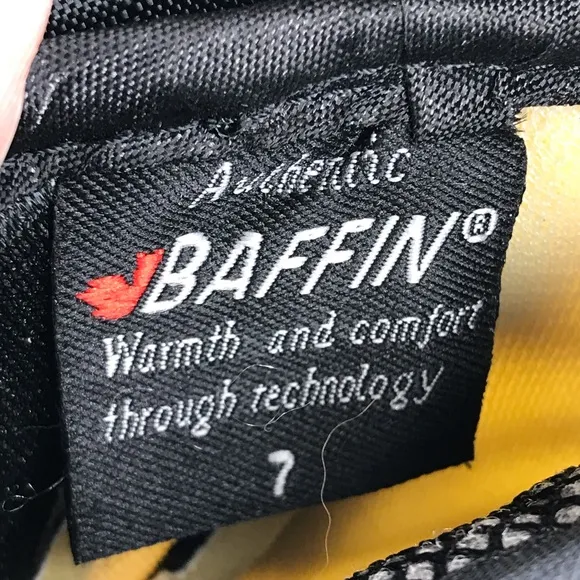 Authentic
BAFFIN®
Warmth and comfort
through technology
7